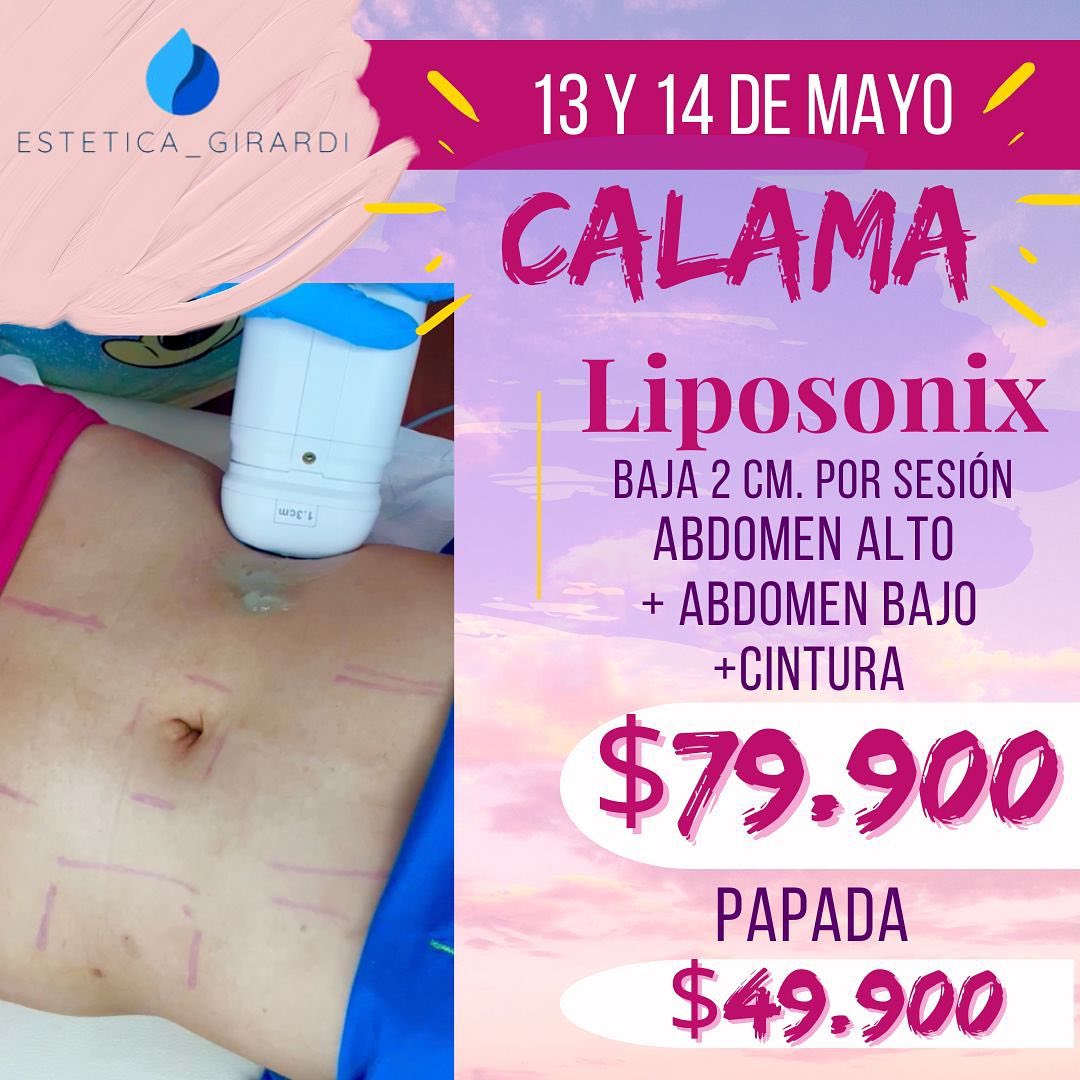 ESTETICA_GIRARDI
13 Y 14 DE MAYO
CALAMA
Liposonix
BAJA 2 CM. POR SESIÓN
ABDOMEN ALTO
+ ABDOMEN BAJO
+CINTURA
$79.900
PAPADA
$49.900
1.3cm